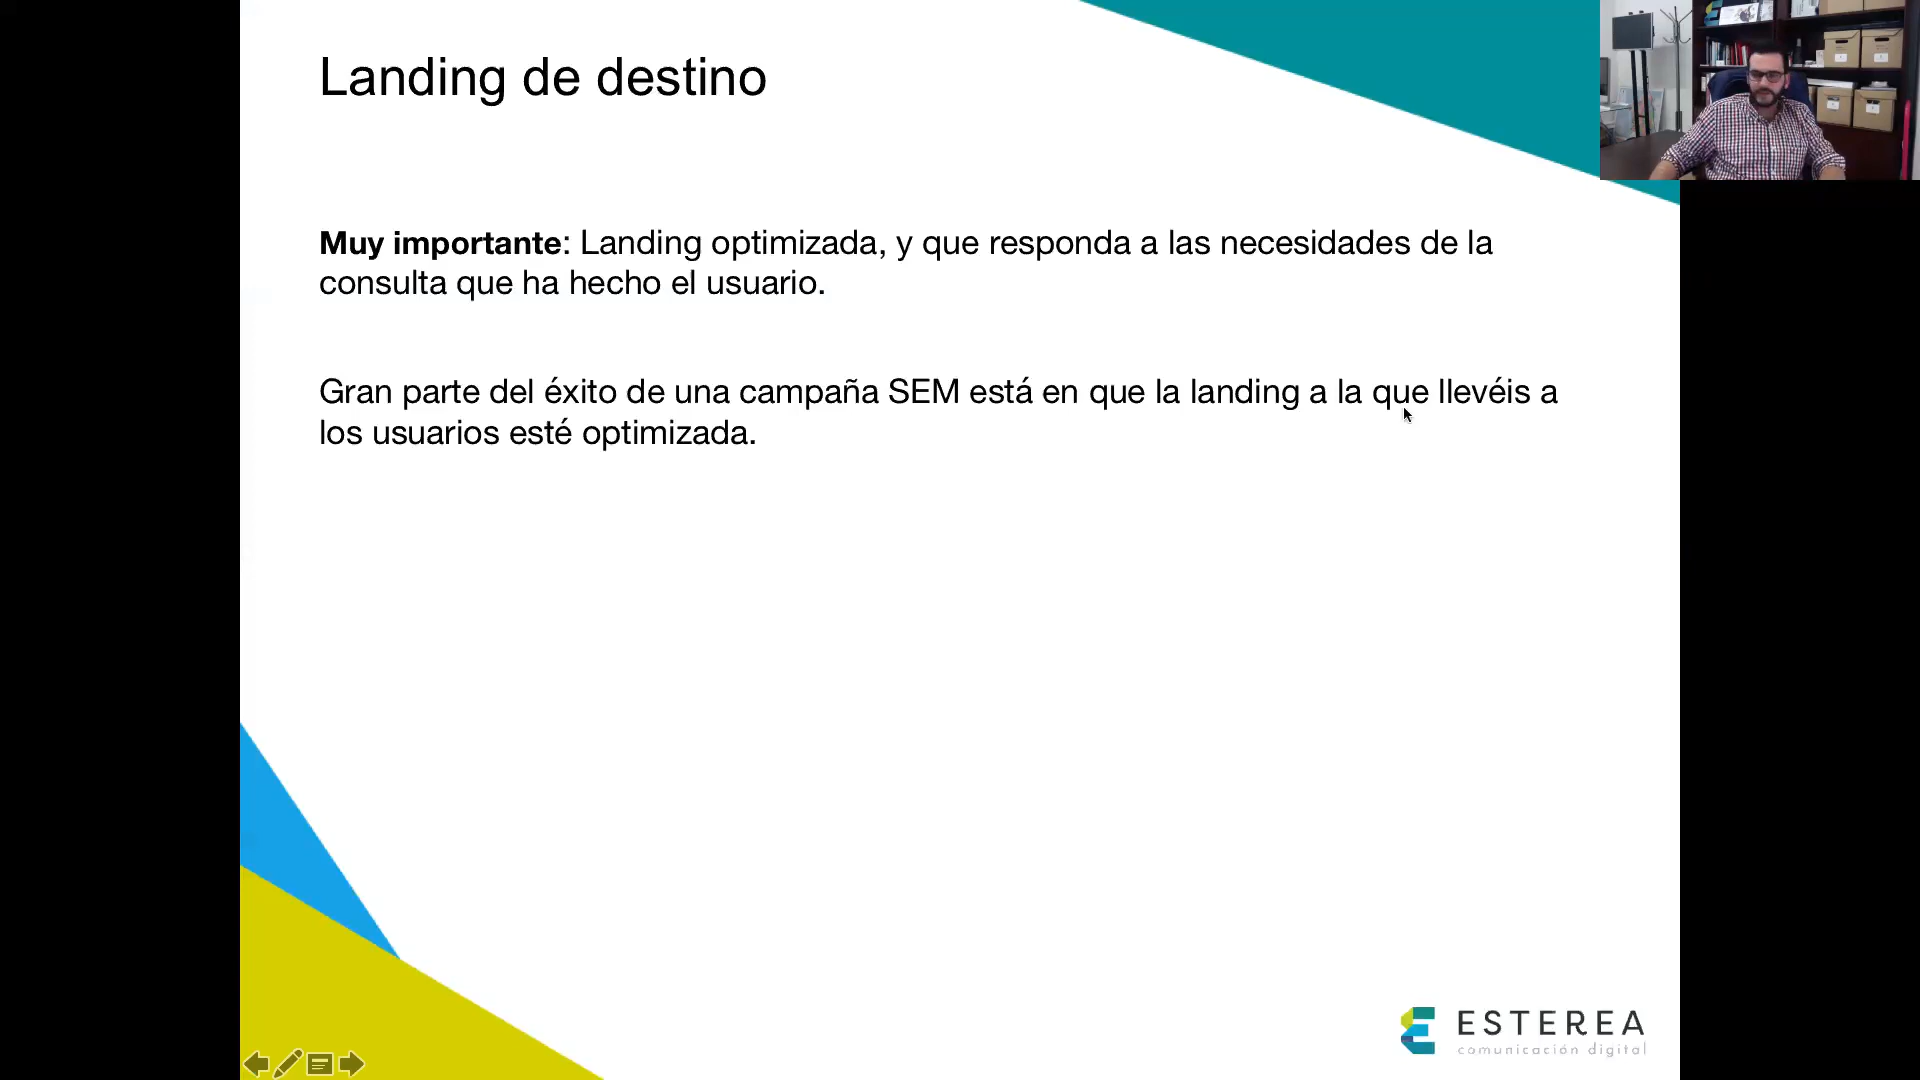 Landing de destino
Muy importante: Landing optimizada, y que responda a las necesidades de la
consulta que ha hecho el usuario.
Gran parte del éxito de una campaña SEM está en que la landing a la que llevéis a
los usuarios esté optimizada.
ESTEREA
comunicación digital